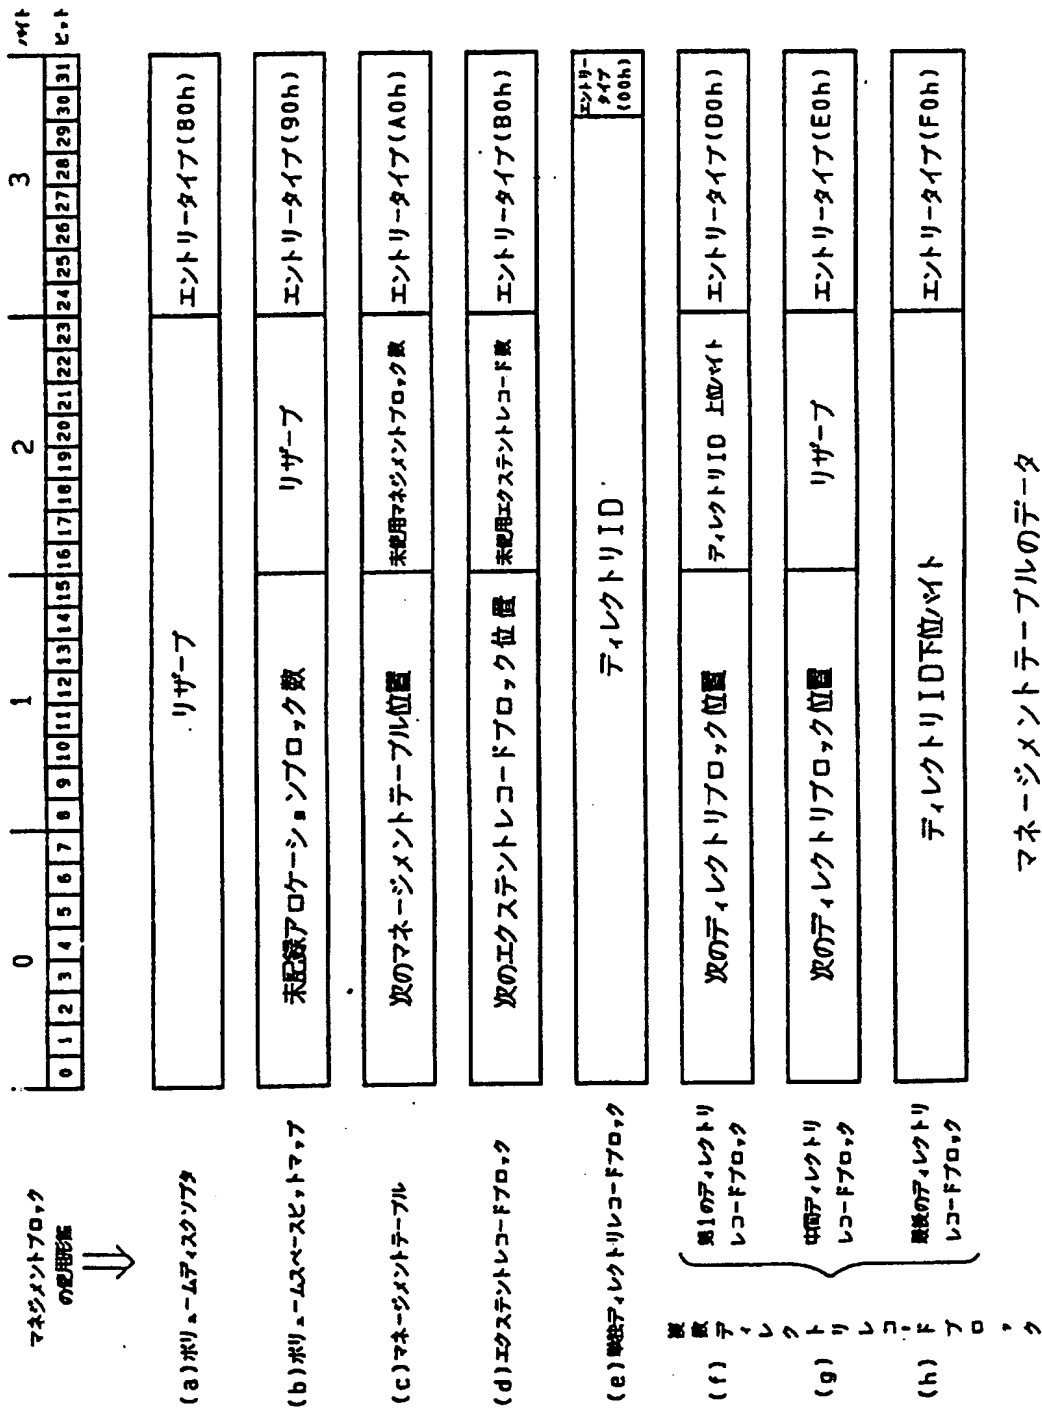 バイト 0 1 2 3
ビット 0 1 2 3 4 5 6 7 8 9 10 11 12 13 14 15 16 17 18 19 20 21 22 23 24 25 26 27 28 29 30 31
マネジメントブロック
の使用形態
(a)ボリュームディスクリプタ
リザーブ
エントリータイプ(80h)
(b)ボリュームスペースビットマップ
未記録アロケーションブロック数
リザーブ
エントリータイプ(90h)
(c)マネージメントテーブル
次のマネージメントテーブル位置
未使用マネジメントブロック数
エントリータイプ(A0h)
(d)エクステントレコードブロック
次のエクステントレコードブロック位置
未使用エクステントレコード数
エントリータイプ(B0h)
(e)単独ディレクトリレコードブロック
ディレクトリID
エントリー
タイプ
(00h)
複数ディレクトリレコードブロック
(f)
第1のディレクトリ
レコードブロック
次のディレクトリブロック位置
ディレクトリID 上位バイト
エントリータイプ(D0h)
(g)
中間ディレクトリ
レコードブロック
次のディレクトリブロック位置
リザーブ
エントリータイプ(E0h)
(h)
最後のディレクトリ
レコードブロック
ディレクトリID下位バイト
エントリータイプ(F0h)
マネージメントテーブルのデータ